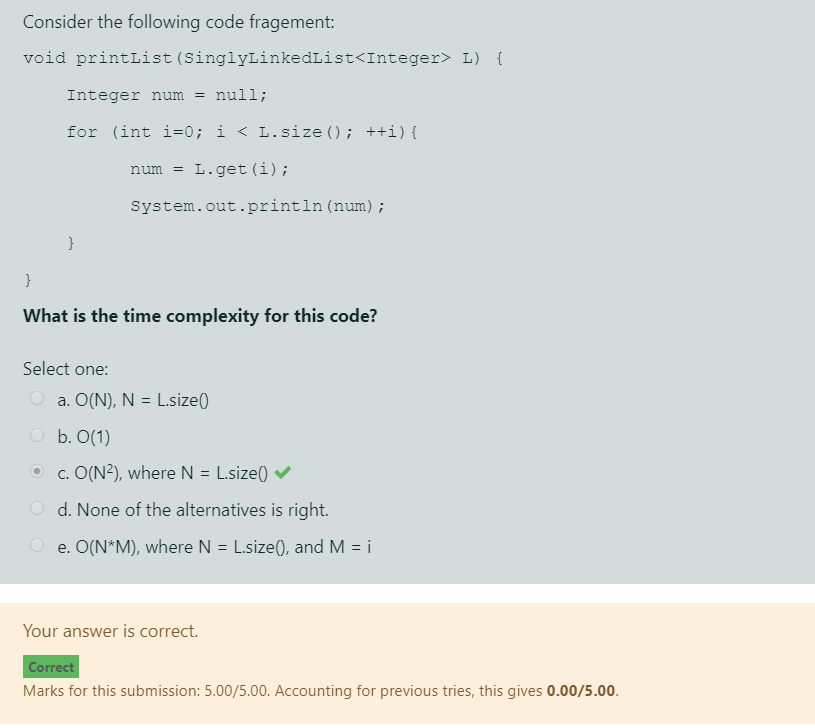 Consider the following code fragement:
void printList(SinglyLinkedList<Integer> L) {
Integer num = null;
for (int i=0; i < L.size(); ++i){
num = L.get(i);
System.out.println(num);
}
}
What is the time complexity for this code?
Select one:
a. O(N), N = L.size()
b. O(1)
c. O(N²), where N = L.size()
d. None of the alternatives is right.
e. O(N*M), where N = L.size(), and M = i
Your answer is correct.
Correct
Marks for this submission: 5.00/5.00. Accounting for previous tries, this gives 0.00/5.00.